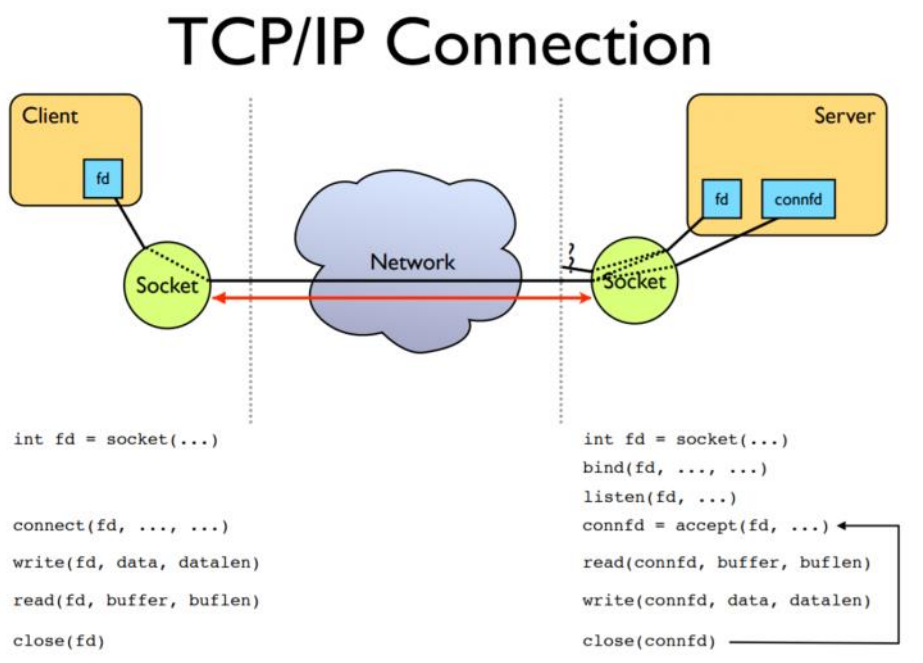 TCP/IP Connection
Client
Server
fd
fd
connfd
?
Network
Socket
Socket
int fd = socket(...)
connect(fd, ..., ...)
write(fd, data, datalen)
read(fd, buffer, buflen)
close(fd)
int fd = socket(...)
bind(fd, ..., ...)
listen(fd, ...)
connfd = accept(fd, ...)
read(connfd, buffer, buflen)
write(connfd, data, datalen)
close(connfd)